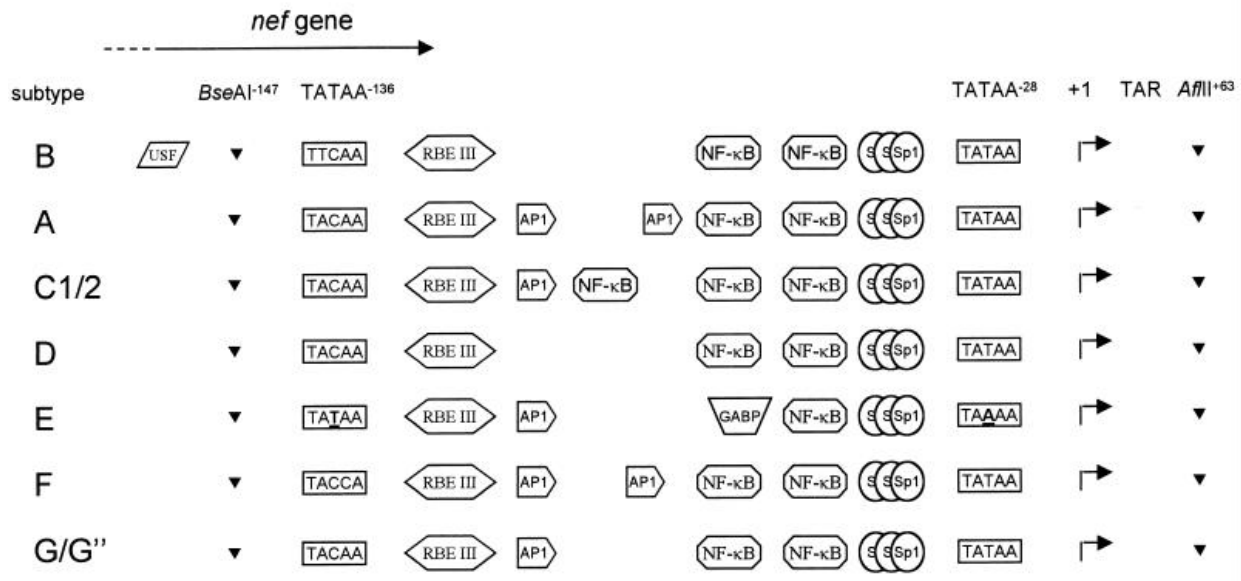 nef gene
subtype BseAI-147 TATAA-136 TATAA-28 +1 TAR AflII+63
B USF TTCAA RBE III NF-κB NF-κB S S Sp1 TATAA
A TACAA RBE III AP1 AP1 NF-κB NF-κB S S Sp1 TATAA
C1/2 TACAA RBE III AP1 NF-κB NF-κB NF-κB S S Sp1 TATAA
D TACAA RBE III NF-κB NF-κB S S Sp1 TATAA
E TATAA RBE III AP1 GABP NF-κB S S Sp1 TAAAA
F TACCA RBE III AP1 AP1 NF-κB NF-κB S S Sp1 TATAA
G/G'' TACAA RBE III AP1 NF-κB NF-κB S S Sp1 TATAA